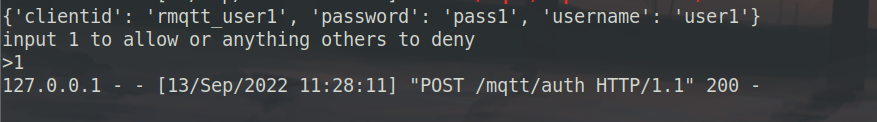 {'clientid': 'rmqtt_user1', 'password': 'pass1', 'username': 'user1'}
input 1 to allow or anything others to deny
>1
127.0.0.1 - - [13/Sep/2022 11:28:11] "POST /mqtt/auth HTTP/1.1" 200 -